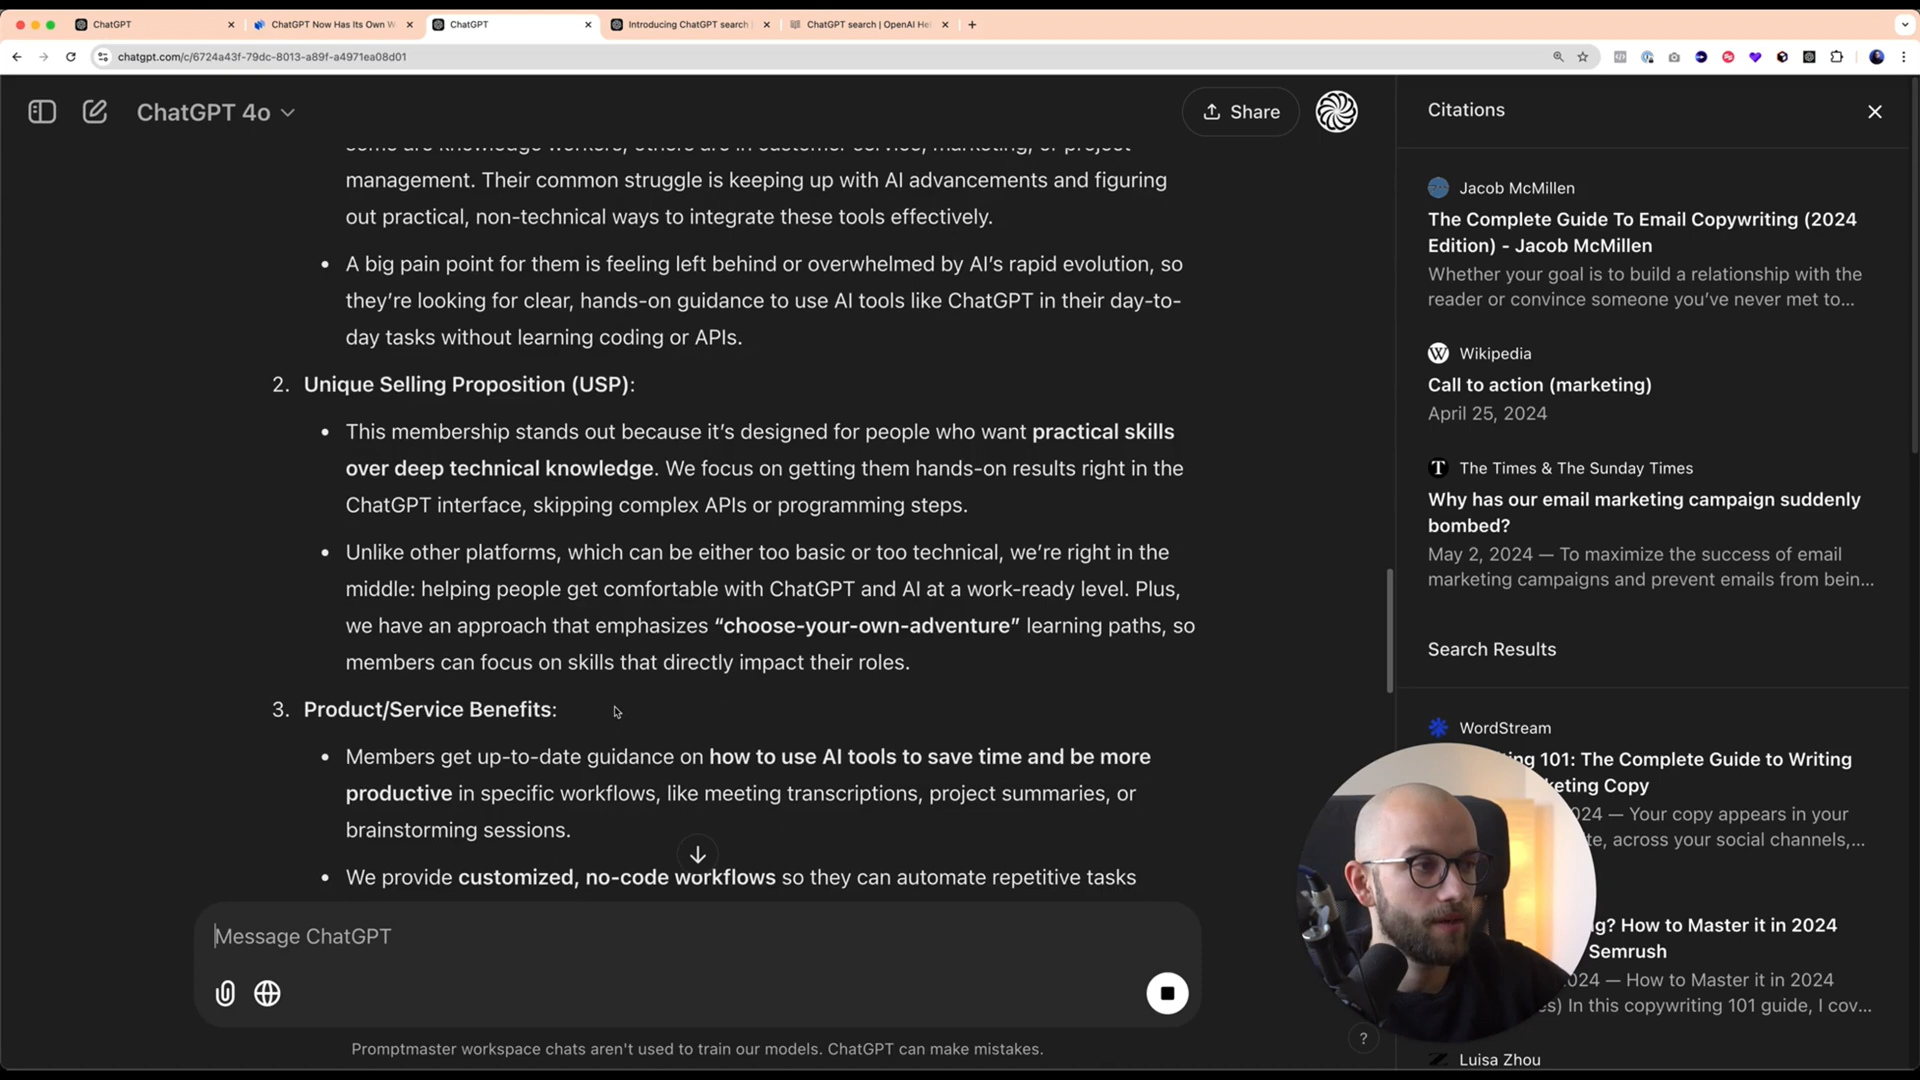 ChatGPT
ChatGPT Now Has Its Own W
ChatGPT
Introducing ChatGPT search
ChatGPT search | OpenAI He
chatgpt.com/c/6724a43f-79dc-8013-a89f-a4971ea08d01
ChatGPT 4o
Share
some are knowledge workers, others are in customer service, marketing, or project
management. Their common struggle is keeping up with AI advancements and figuring
out practical, non-technical ways to integrate these tools effectively.
• A big pain point for them is feeling left behind or overwhelmed by AI’s rapid evolution, so
they’re looking for clear, hands-on guidance to use AI tools like ChatGPT in their day-to-
day tasks without learning coding or APIs.
2. Unique Selling Proposition (USP):
• This membership stands out because it’s designed for people who want practical skills
over deep technical knowledge. We focus on getting them hands-on results right in the
ChatGPT interface, skipping complex APIs or programming steps.
• Unlike other platforms, which can be either too basic or too technical, we’re right in the
middle: helping people get comfortable with ChatGPT and AI at a work-ready level. Plus,
we have an approach that emphasizes “choose-your-own-adventure” learning paths, so
members can focus on skills that directly impact their roles.
3. Product/Service Benefits:
• Members get up-to-date guidance on how to use AI tools to save time and be more
productive in specific workflows, like meeting transcriptions, project summaries, or
brainstorming sessions.
• We provide customized, no-code workflows so they can automate repetitive tasks
Message ChatGPT
Promptmaster workspace chats aren't used to train our models. ChatGPT can make mistakes.
?
Citations
Jacob McMillen
The Complete Guide To Email Copywriting (2024
Edition) - Jacob McMillen
Whether your goal is to build a relationship with the
reader or convince someone you’ve never met to...
W Wikipedia
Call to action (marketing)
April 25, 2024
T The Times & The Sunday Times
Why has our email marketing campaign suddenly
bombed?
May 2, 2024 — To maximize the success of email
marketing campaigns and prevent emails from bein...
Search Results
WordStream
ing 101: The Complete Guide to Writing
eting Copy
024 — Your copy appears in your
te, across your social channels,...
g? How to Master it in 2024
Semrush
024 — How to Master it in 2024
es) In this copywriting 101 guide, I cov...
Luisa Zhou